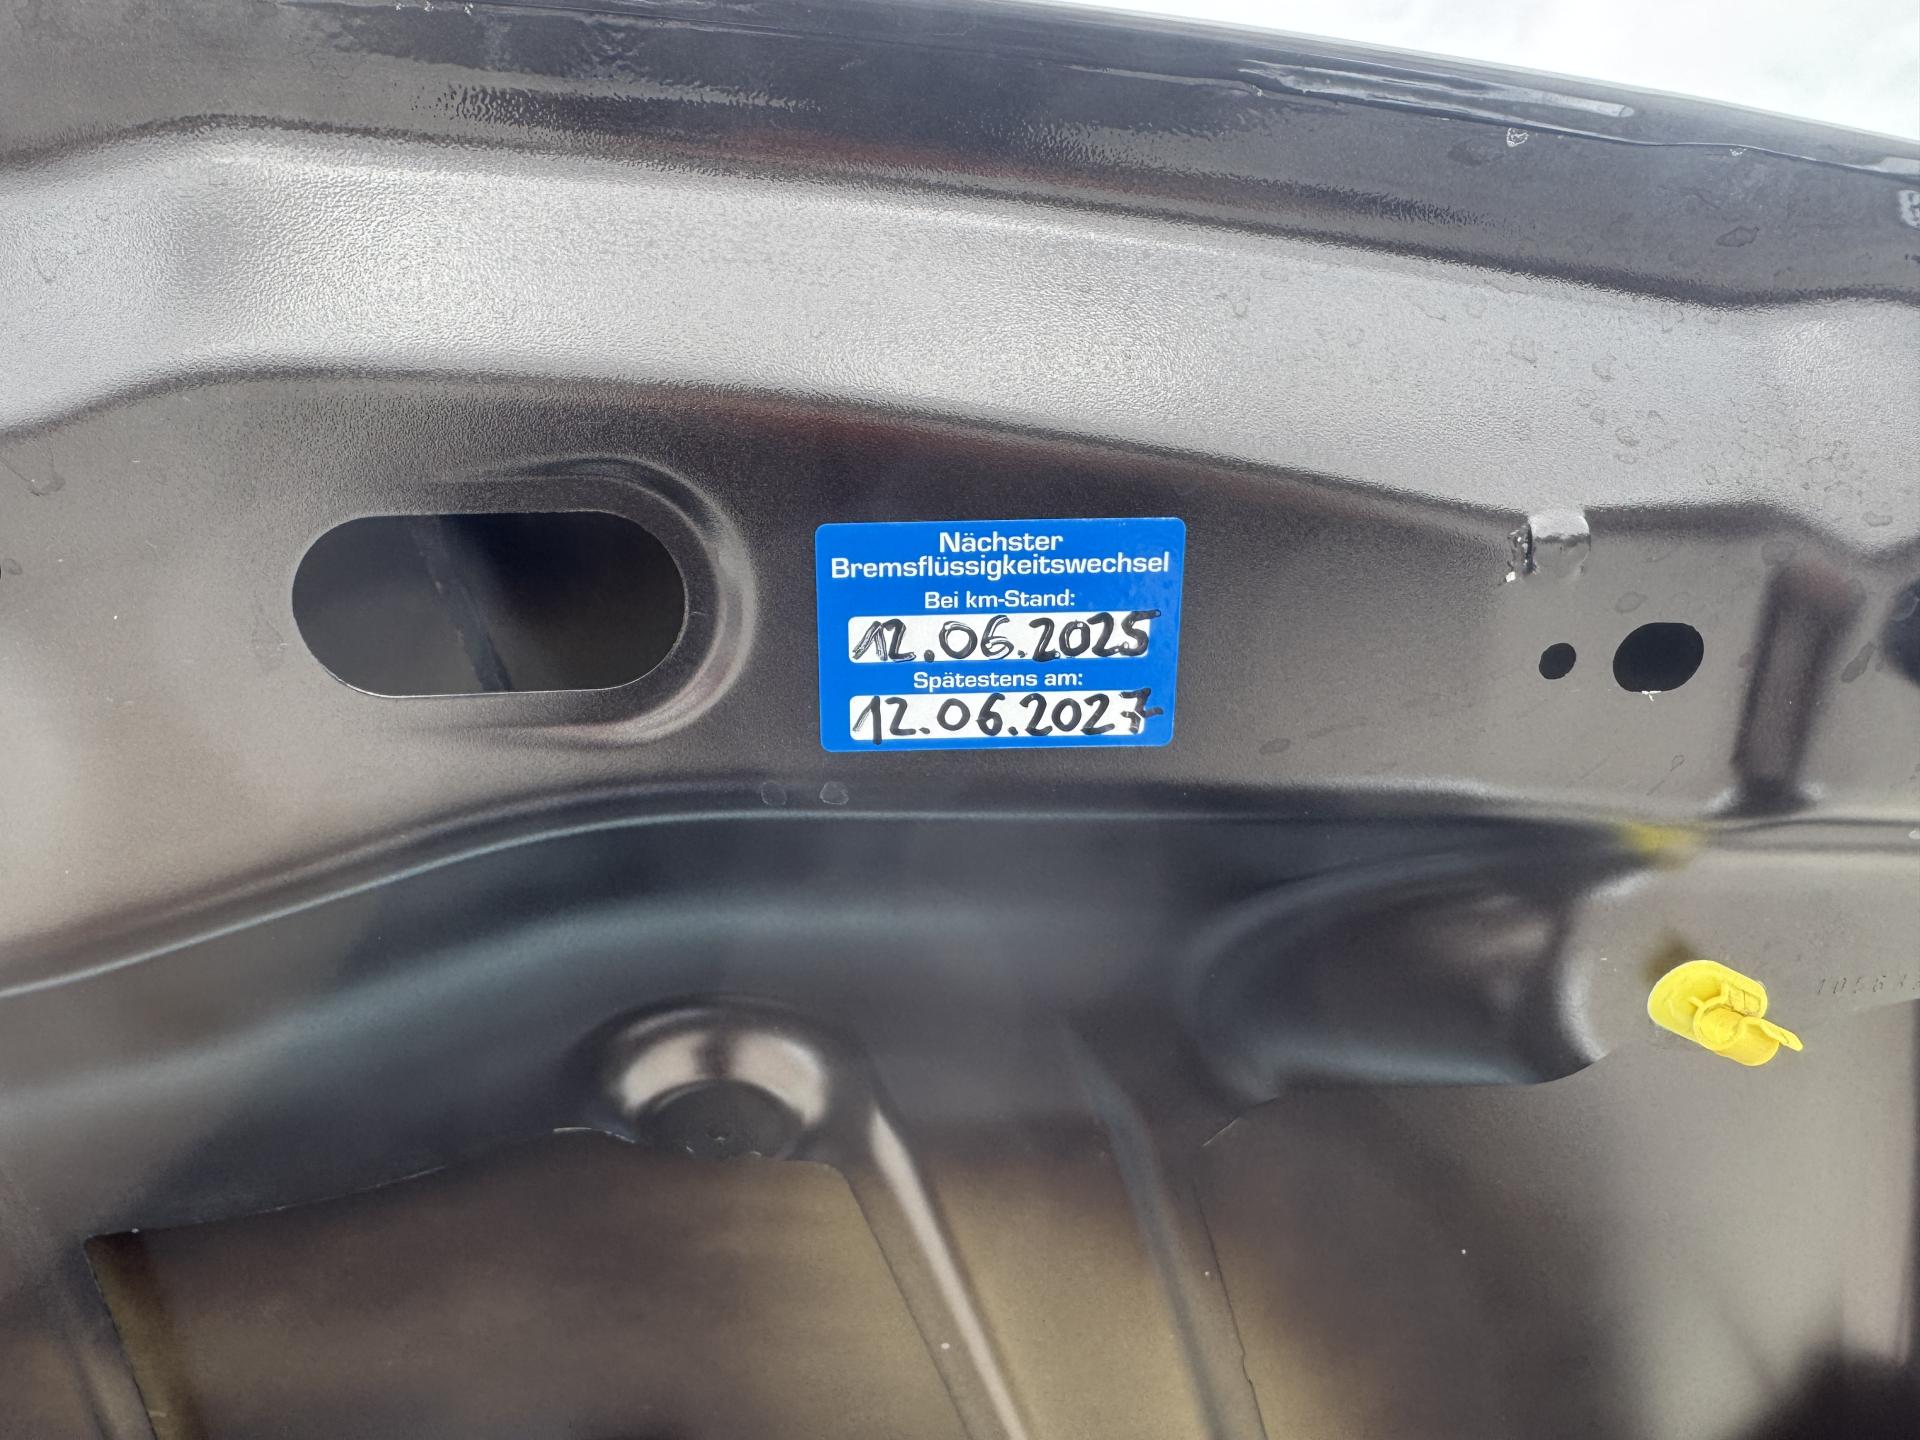 Nächster
Bremsflüssigkeitswechsel
Bei km-Stand:
12.06.2025
Spätestens am:
12.06.2027